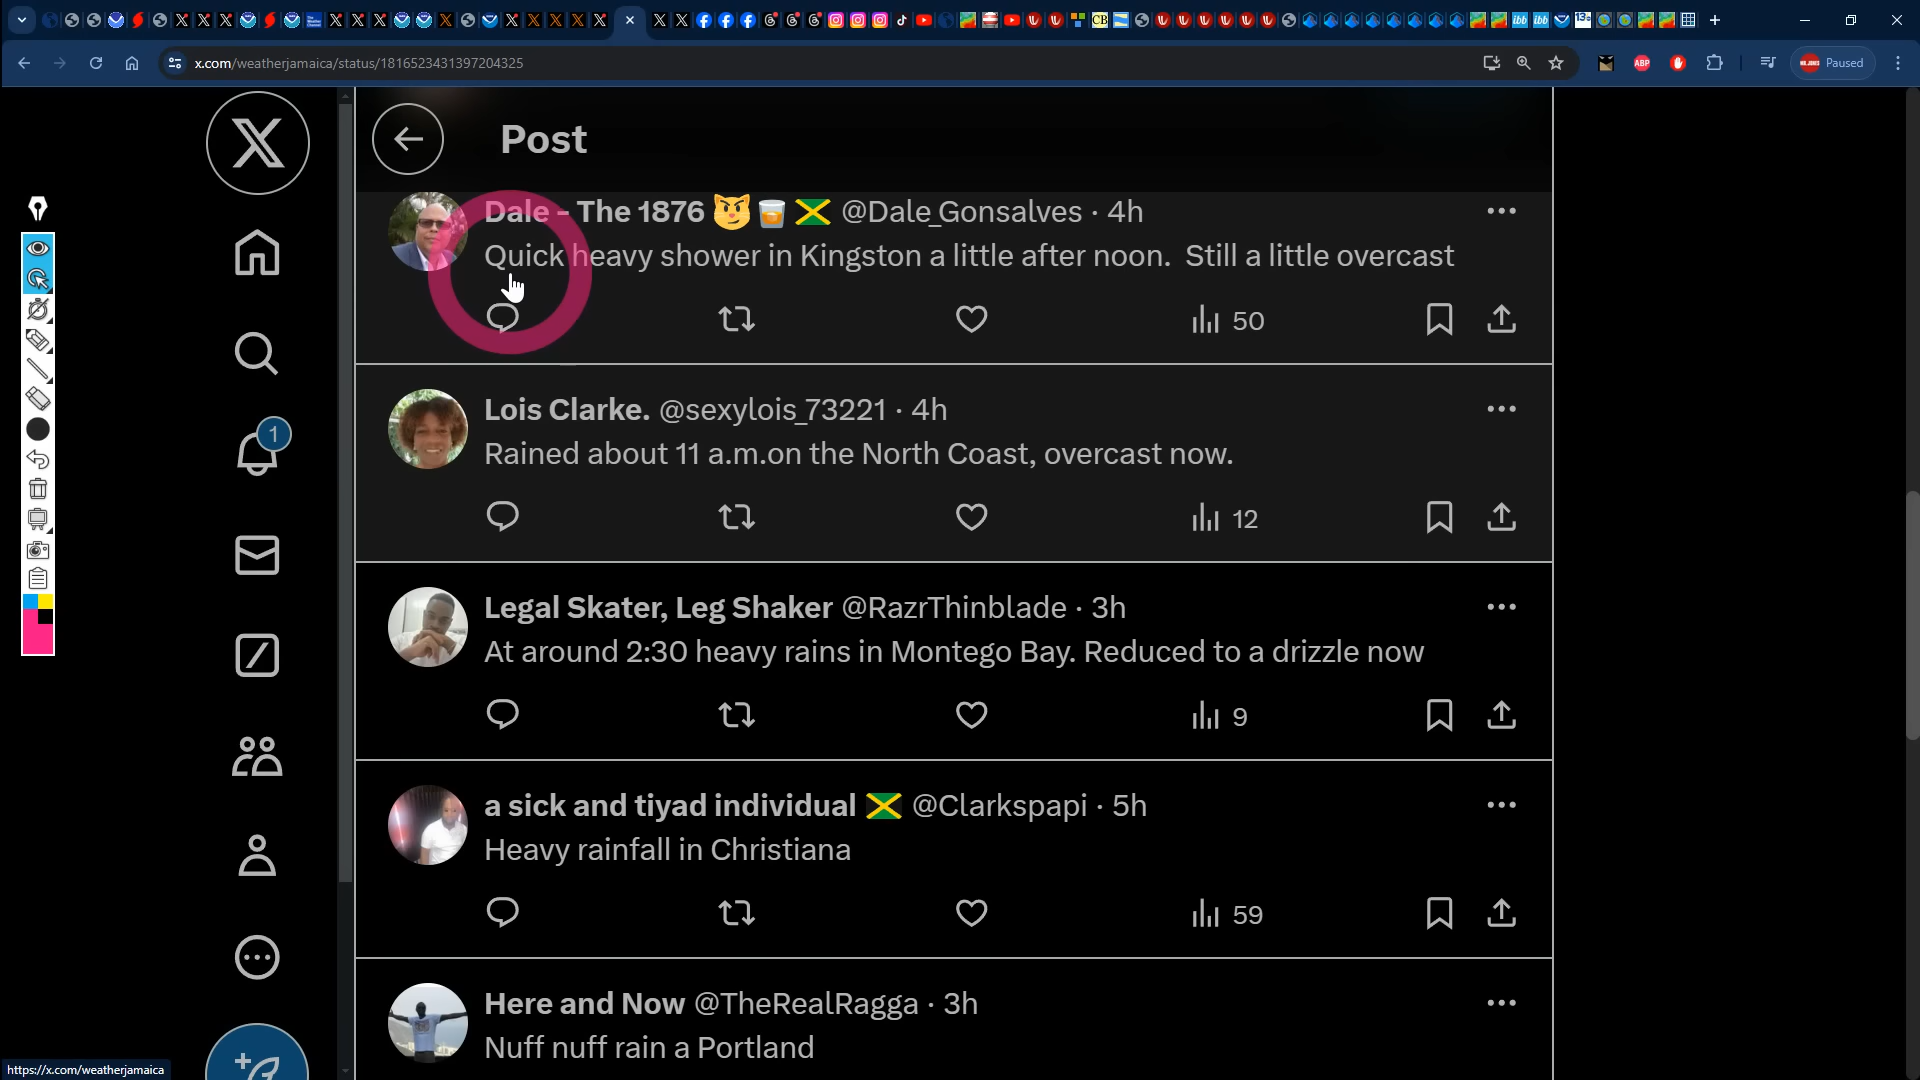 x.com/weatherjamaica/status/1816523431397204325
Paused
Post
Dale - The 1876 😼🥃🇯🇲 @Dale_Gonsalves · 4h
Quick heavy shower in Kingston a little after noon. Still a little overcast
50
Lois Clarke. @sexylois_73221 · 4h
Rained about 11 a.m.on the North Coast, overcast now.
12
1
Legal Skater, Leg Shaker @RazrThinblade · 3h
At around 2:30 heavy rains in Montego Bay. Reduced to a drizzle now
9
a sick and tiyad individual 🇯🇲 @Clarkspapi · 5h
Heavy rainfall in Christiana
59
Here and Now @TheRealRagga · 3h
Nuff nuff rain a Portland
https://x.com/weatherjamaica